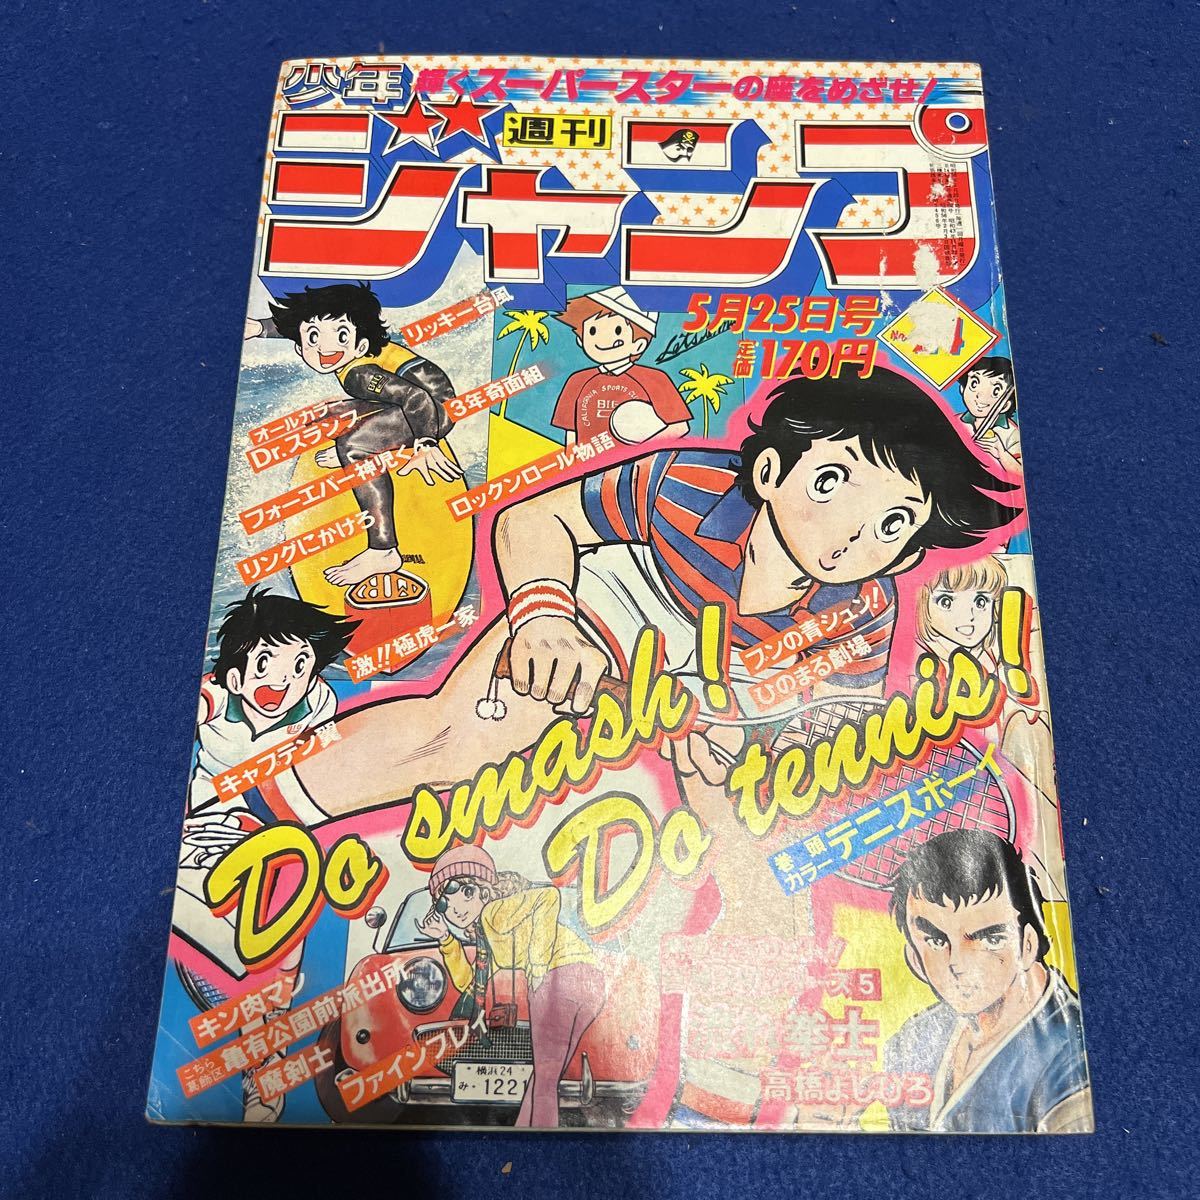 輝くスーパースターの座をめざせ!
少年
週刊
ジャンプ
5月25日号
定価170円
リッキー台風
3年奇面組
オールカラー
Dr.スランプ
フォーエバー神児くん
ロックンロール物語
リングにかけろ
激!!極虎一家
CALIFORNIA SPORTS
BIG
Let's
ブンの青シュン!
ひのまる劇場
キャプテン翼
Do smash!
Do tennis!
巻頭カラー テニスボーイ
キン肉マン
こちら葛飾区亀有公園前派出所
魔剣士
ファインプレイ
横浜24
み・1221
5
拳士
高橋よしひろ